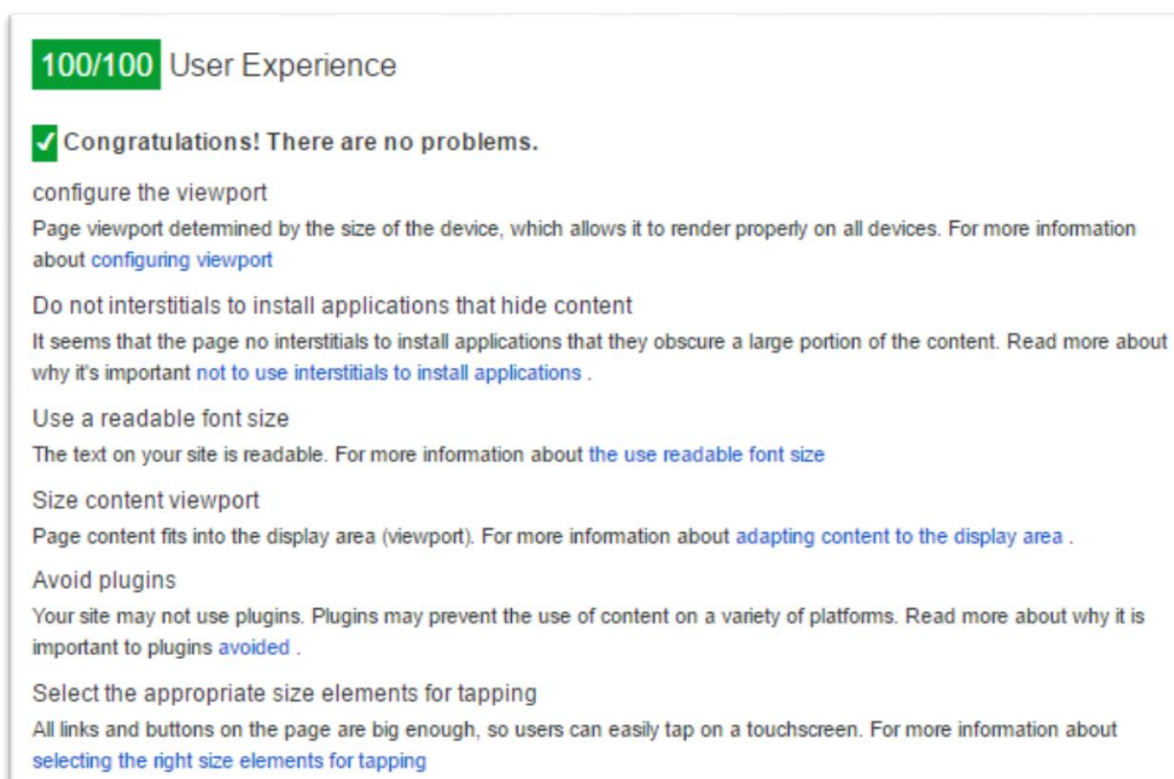 100/100 User Experience
✓ Congratulations! There are no problems.
configure the viewport
Page viewport determined by the size of the device, which allows it to render properly on all devices. For more information
about configuring viewport
Do not interstitials to install applications that hide content
It seems that the page no interstitials to install applications that they obscure a large portion of the content. Read more about
why it's important not to use interstitials to install applications .
Use a readable font size
The text on your site is readable. For more information about the use readable font size
Size content viewport
Page content fits into the display area (viewport). For more information about adapting content to the display area .
Avoid plugins
Your site may not use plugins. Plugins may prevent the use of content on a variety of platforms. Read more about why it is
important to plugins avoided .
Select the appropriate size elements for tapping
All links and buttons on the page are big enough, so users can easily tap on a touchscreen. For more information about
selecting the right size elements for tapping